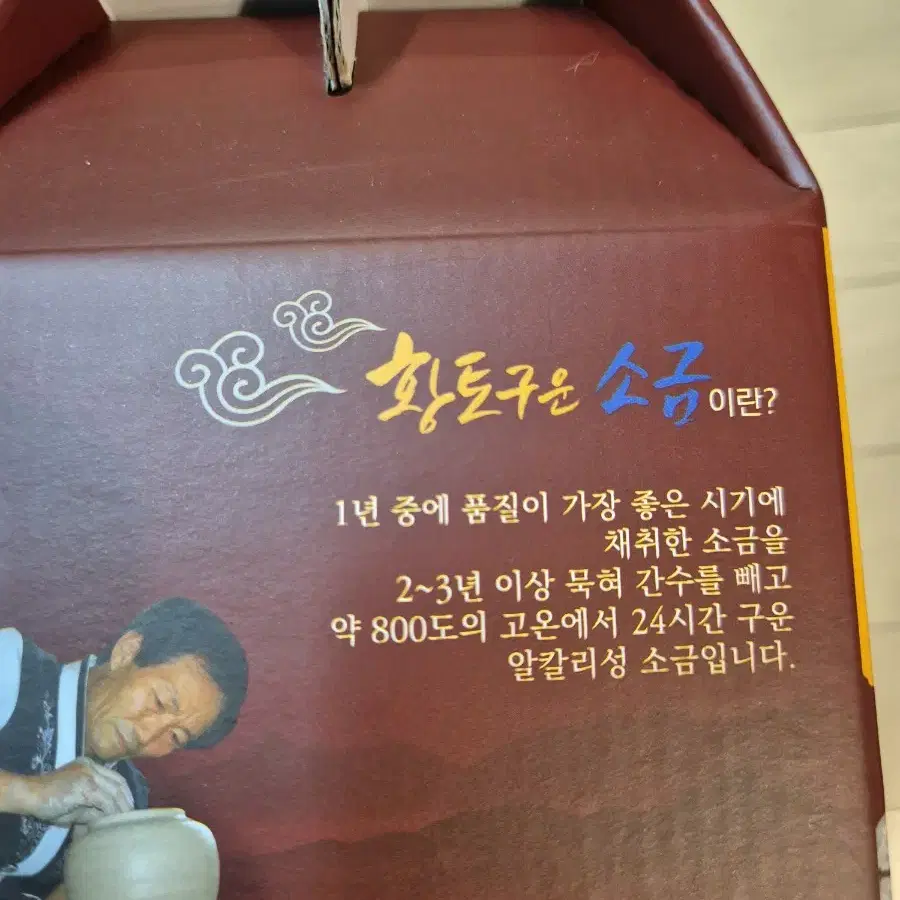 황토구운 소금이란?
1년 중에 품질이 가장 좋은 시기에
채취한 소금을
2~3년 이상 묵혀 간수를 빼고
약 800도의 고온에서 24시간 구운
알칼리성 소금입니다.